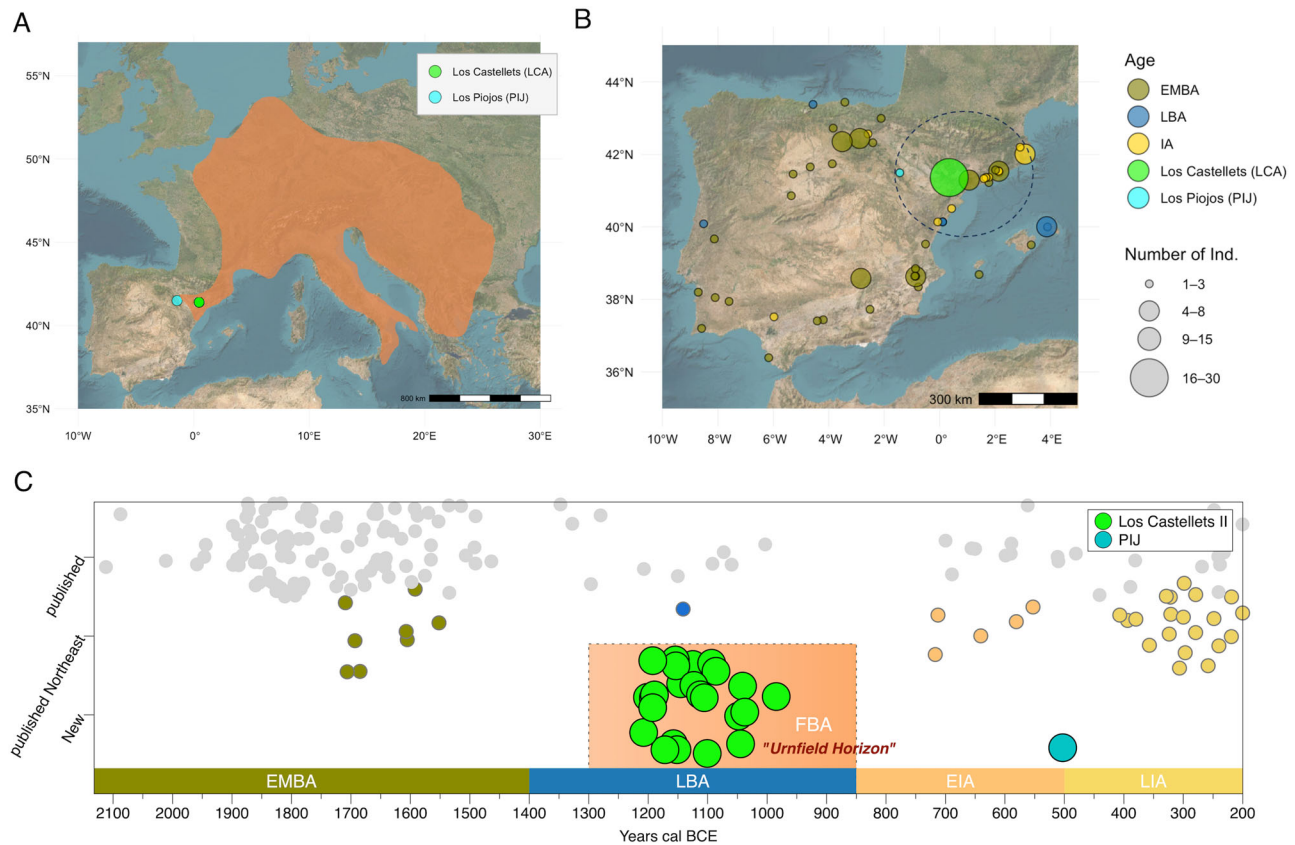 A
55°N
50°N
45°N
40°N
35°N
10°W
0°
10°E
20°E
30°E
Los Castellets (LCA)
Los Piojos (PIJ)
800 km
B
44°N
42°N
40°N
38°N
36°N
10°W
8°W
6°W
4°W
2°W
0°
2°E
4°E
300 km
Age
EMBA
LBA
IA
Los Castellets (LCA)
Los Piojos (PIJ)
Number of Ind.
1–3
4–8
9–15
16–30
C
published
published Northeast
New
Los Castellets II
PIJ
FBA
"Urnfield Horizon"
EMBA
LBA
EIA
LIA
2100 2000 1900 1800 1700 1600 1500 1400 1300 1200 1100 1000 900 800 700 600 500 400 300 200
Years cal BCE